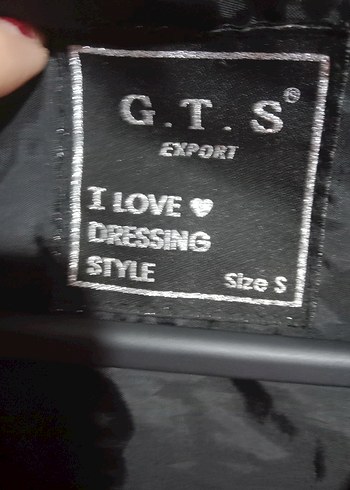 G.T.S®
EXPORT
I LOVE ♥
DRESSING
STYLE Size S